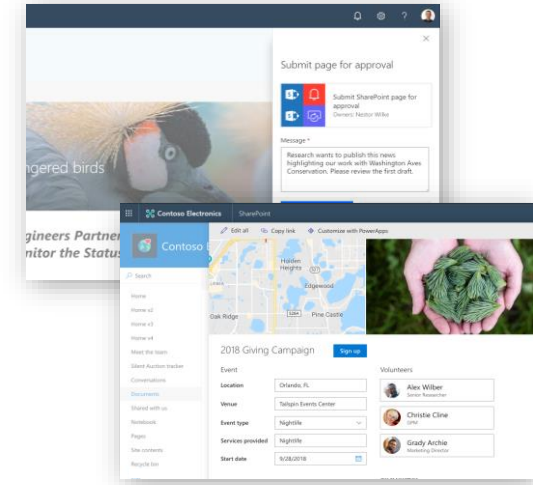 Submit page for approval
Submit SharePoint page for
approval
Owners: Nestor Wilke
Message *
Research wants to publish this news
highlighting our work with Washington Aves
Conservation. Please review the first draft.
ngered birds
gineers Partner
nitor the Status
Contoso Electronics SharePoint
Contoso
Edit all Copy link Customize with PowerApps
Search
Home
Home v2
Home v3
Home v4
Meet the team
Silent Auction tracker
Conversations
Documents
Shared with us
Notebook
Pages
Site contents
Recycle bin
Holden
Heights
527
Edgewood
Oak Ridge
Pine Castle
2018 Giving Campaign Sign up
Event
Location Orlando, FL
Venue Tailspin Events Center
Event type Nightlife
Services provided Nightlife
Start date 9/28/2018
Volunteers
Alex Wilber
Senior Researcher
Christie Cline
Grady Archie
Marketing Director